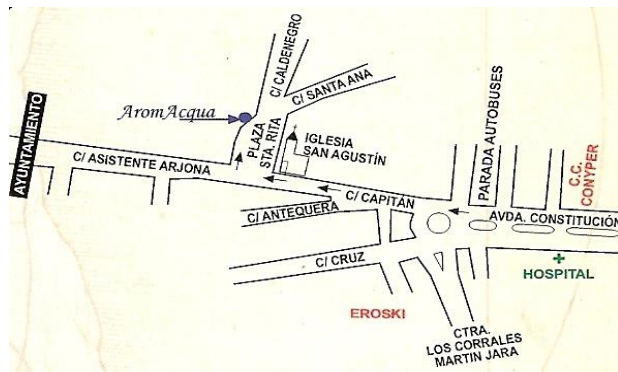 C/ CALDENEGRO
C/ SANTA ANA
AromAcqua
AYUNTAMIENTO
PLAZA
STA. RITA
IGLESIA
SAN AGUSTÍN
PARADA AUTOBUSES
C.C.
CONYPER
C/ ASISTENTE ARJONA
C/ CAPITÁN
C/ ANTEQUERA
AVDA. CONSTITUCIÓN
C/ CRUZ
HOSPITAL
EROSKI
CTRA.
LOS CORRALES
MARTIN JARA